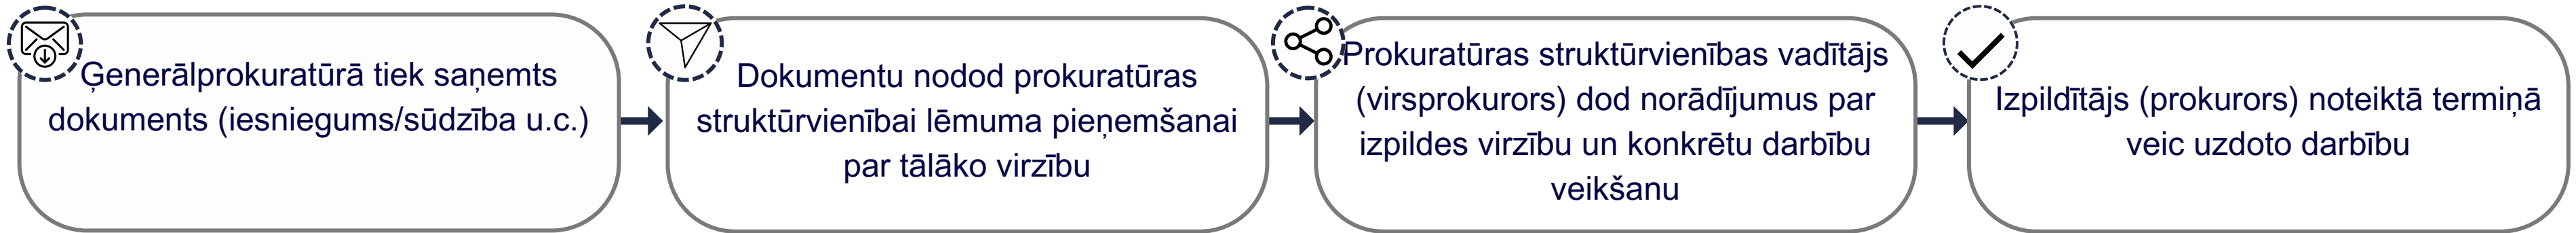 Ģenerālprokuratūrā tiek saņemts
dokuments (iesniegums/sūdzība u.c.)
Dokumentu nodod prokuratūras
struktūrvienībai lēmuma pieņemšanai
par tālāko virzību
Prokuratūras struktūrvienības vadītājs
(virsprokurors) dod norādījumus par
izpildes virzību un konkrētu darbību
veikšanu
Izpildītājs (prokurors) noteiktā termiņā
veic uzdoto darbību